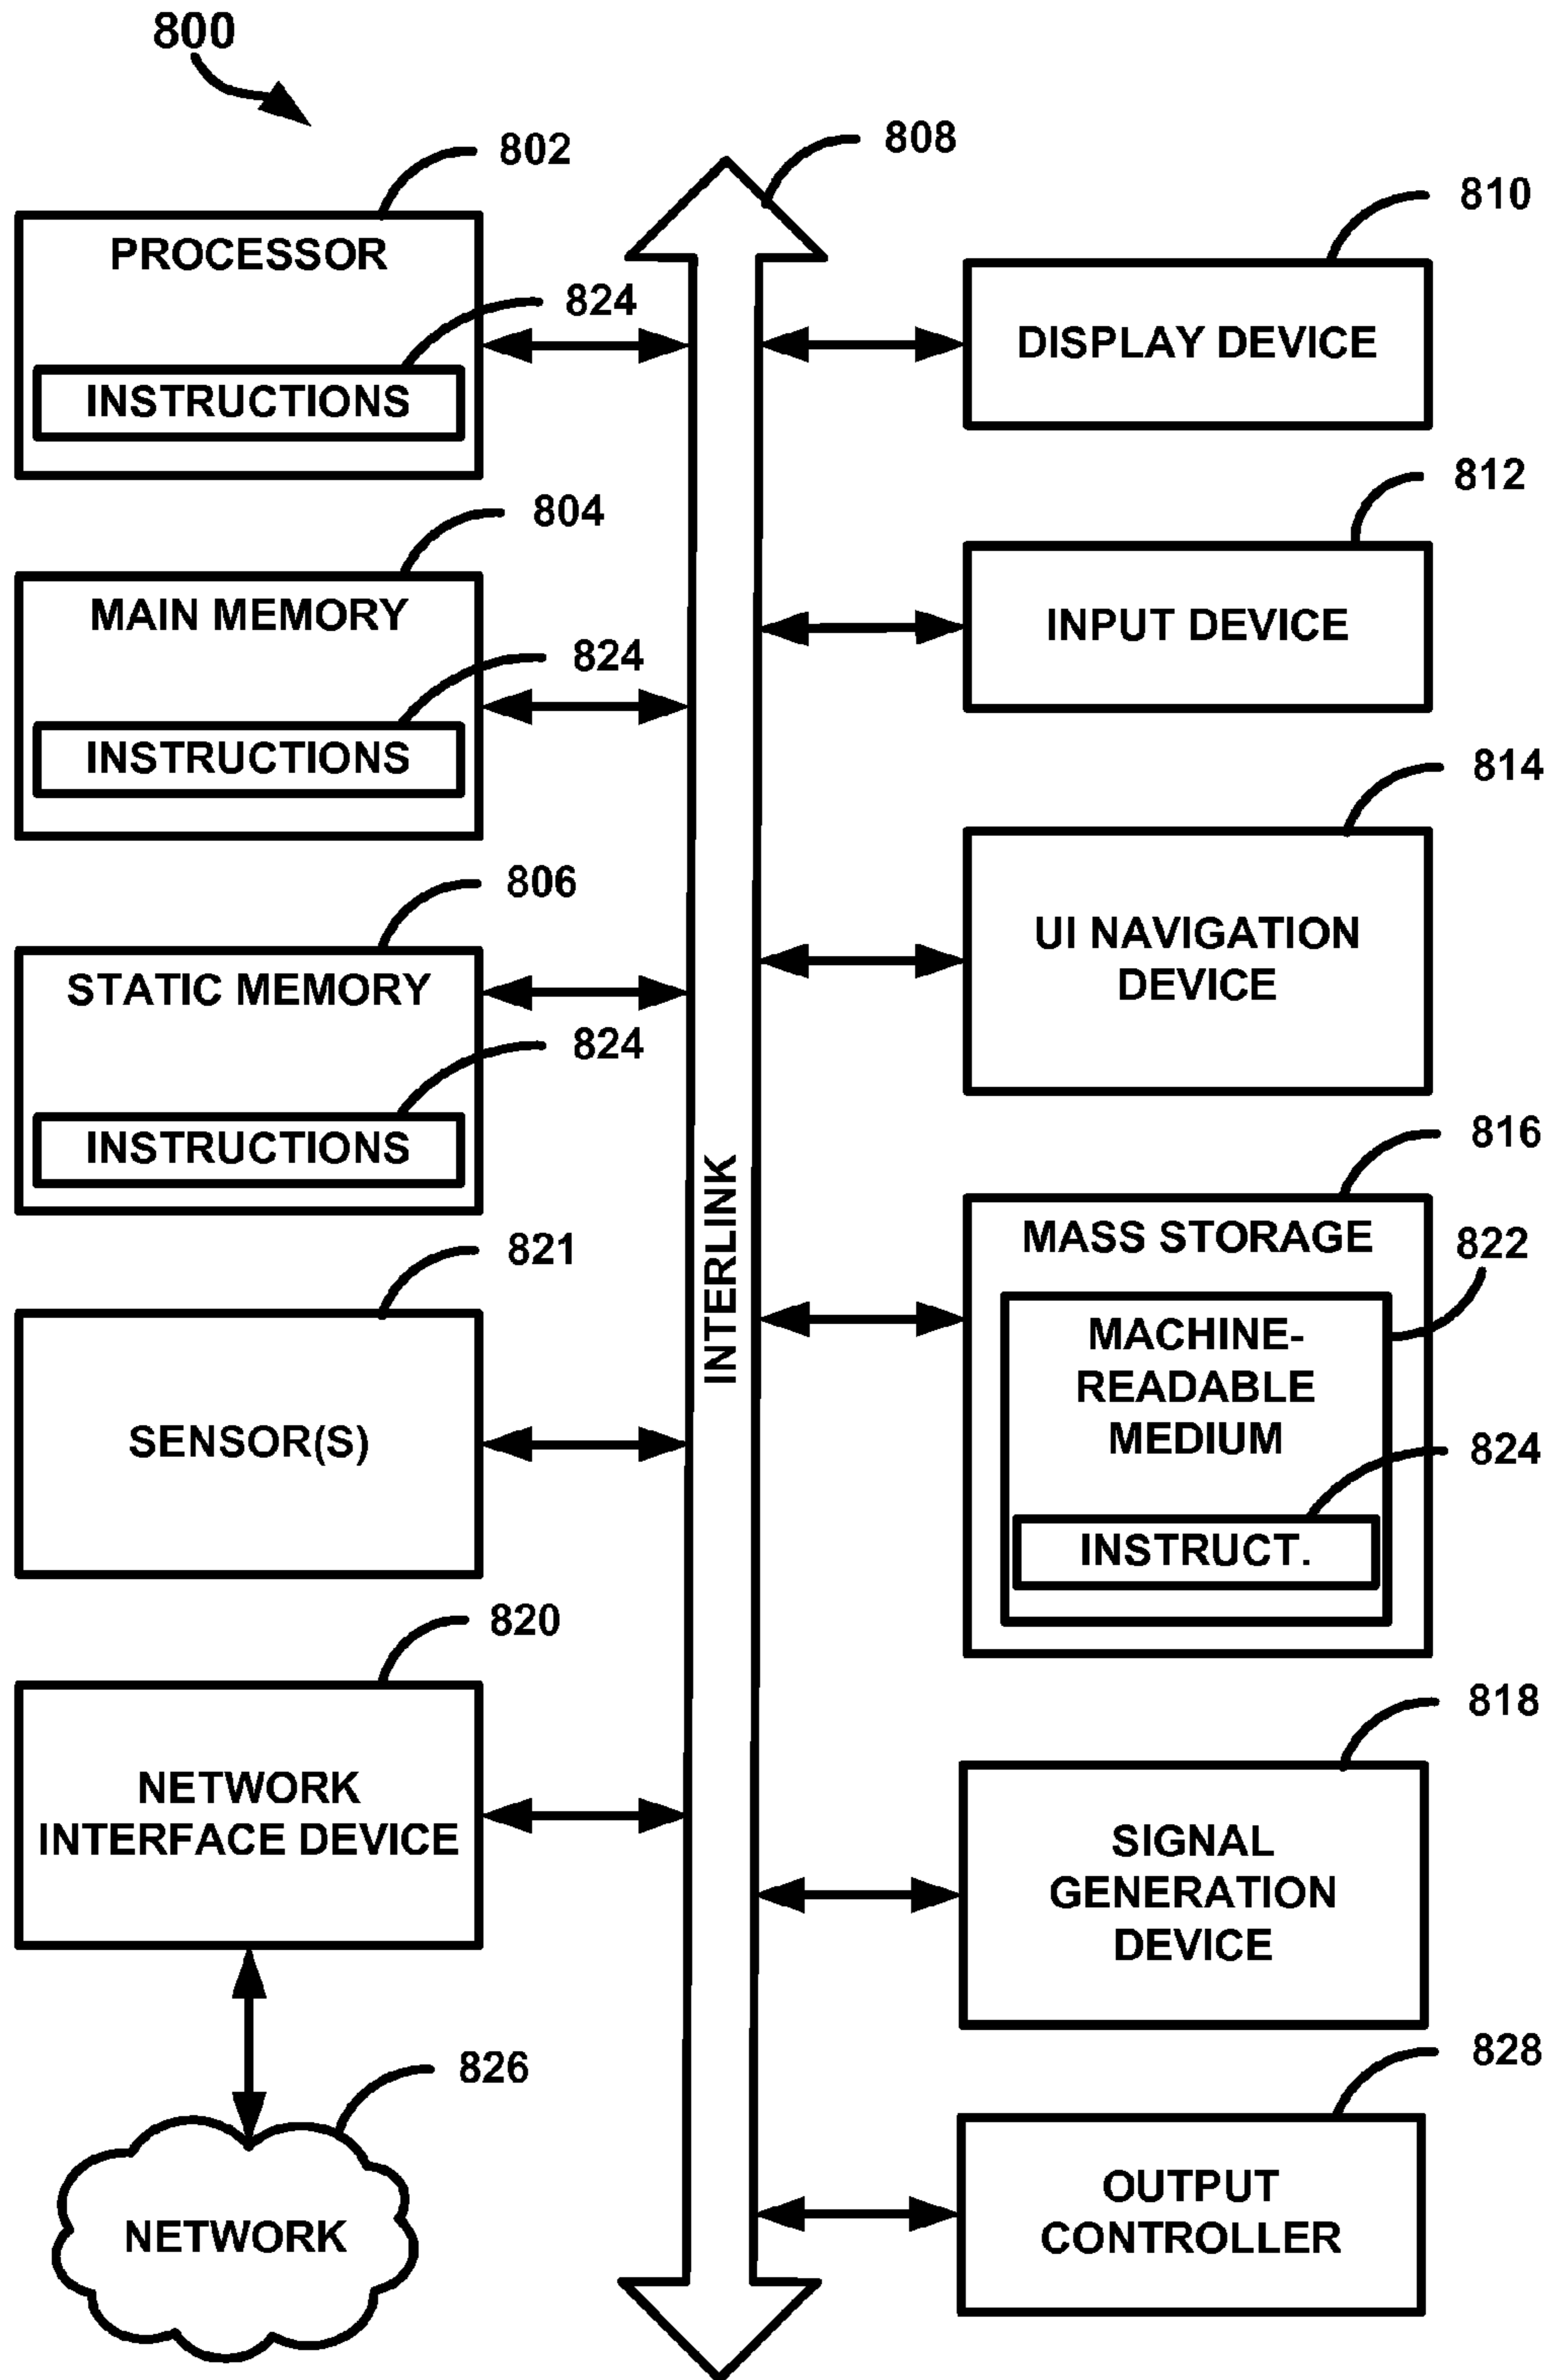 800
802
PROCESSOR
824
INSTRUCTIONS
804
MAIN MEMORY
824
INSTRUCTIONS
806
STATIC MEMORY
824
INSTRUCTIONS
821
SENSOR(S)
820
NETWORK
INTERFACE DEVICE
826
NETWORK
808
INTERLINK
810
DISPLAY DEVICE
812
INPUT DEVICE
814
UI NAVIGATION
DEVICE
816
MASS STORAGE
822
MACHINE-
READABLE
MEDIUM
824
INSTRUCT.
818
SIGNAL
GENERATION
DEVICE
828
OUTPUT
CONTROLLER